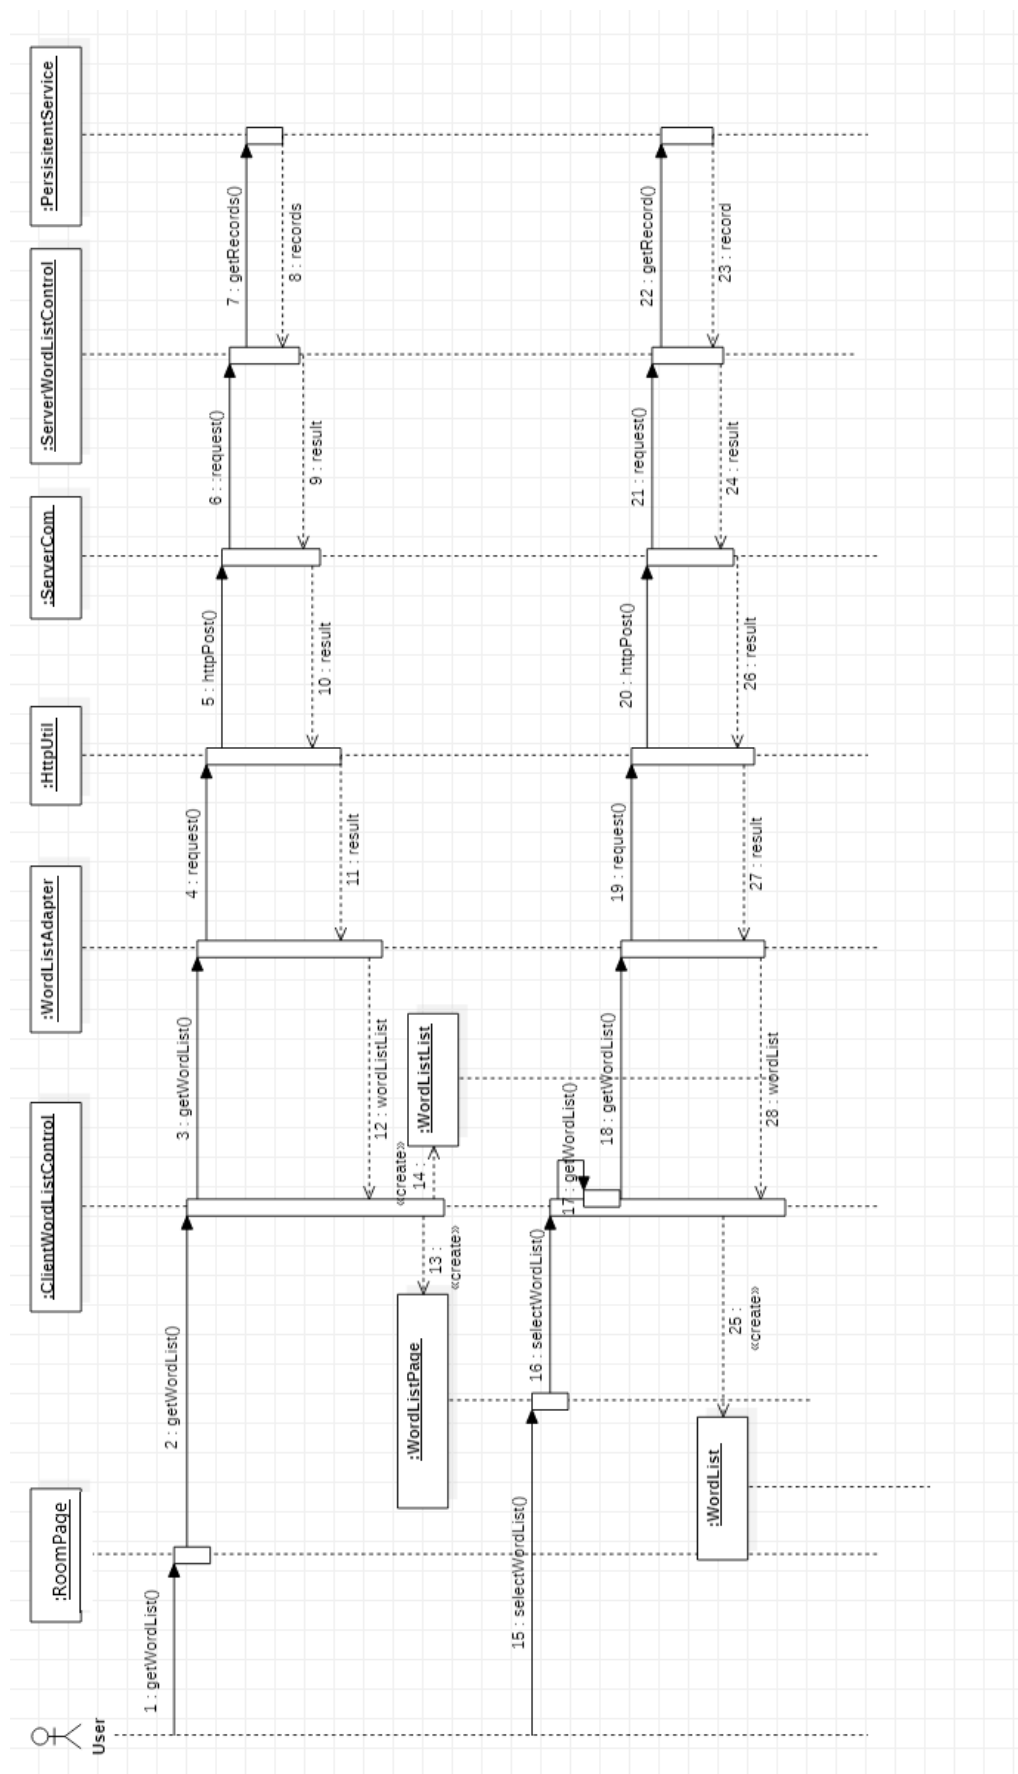 User
:RoomPage
:ClientWordListControl
:WordListAdapter
:HttpUtil
:ServerCom
:ServerWordListControl
:PersisitentService
1 : getWordList()
2 : getWordList()
3 : getWordList()
4 : request()
5 : httpPost()
6 : :request()
7 : getRecords()
8 : records
9 : result
10 : result
11 : result
12 : wordListList
13 :
«create»
:WordListPage
«create»
14 :
:WordListList
15 : selectWordList()
16 : selectWordList()
17 : getWordList()
18 : getWordList()
19 : request()
20 : httpPost()
21 : request()
22 : getRecord()
23 : record
24 : result
25 :
«create»
:WordList
26 : result
27 : result
28 : wordList